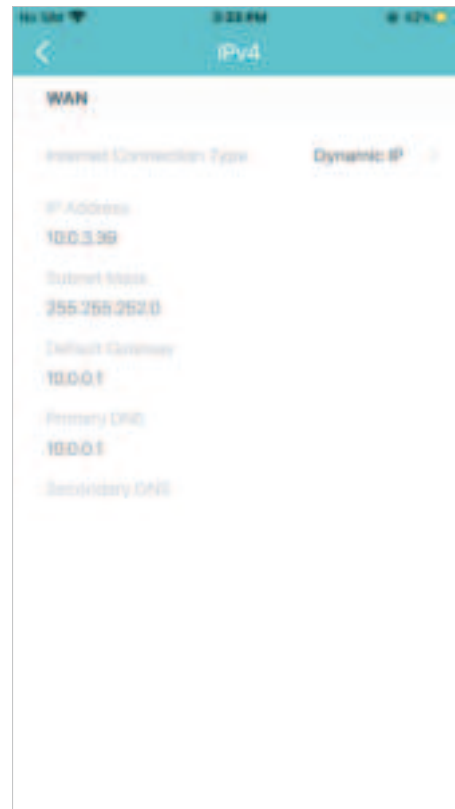 No SIM
3:33 PM
42%
IPv4
WAN
Internet Connection Type
Dynamic IP
IP Address
10.0.3.39
Subnet Mask
255.255.252.0
Default Gateway
10.0.0.1
Primary DNS
10.0.0.1
Secondary DNS